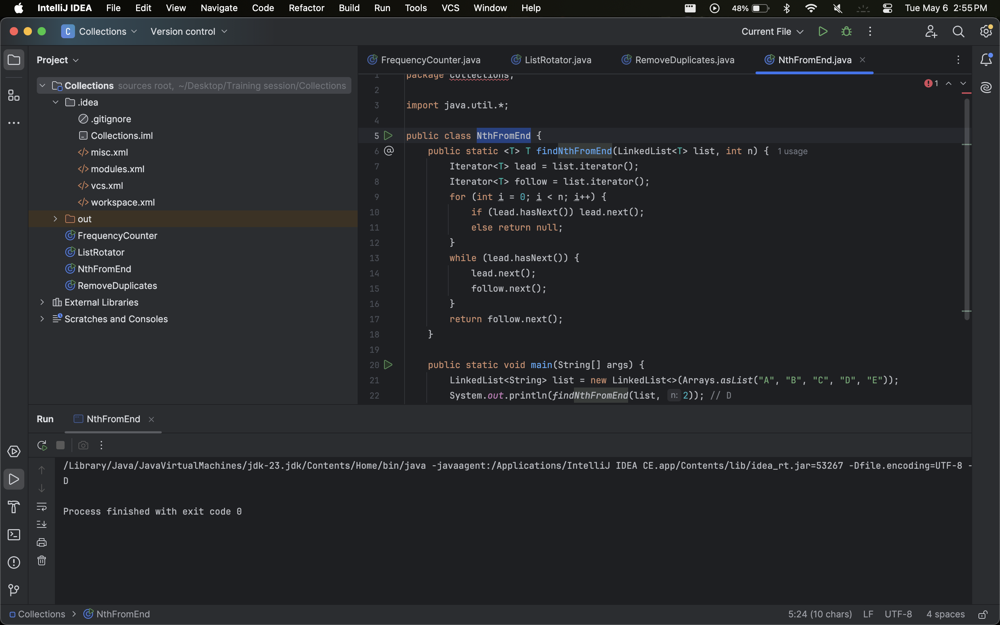 IntelliJ IDEA File Edit View Navigate Code Refactor Build Run Tools VCS Window Help 48% Tue May 6 2:55 PM
C Collections Version control Current File
Project
FrequencyCounter.java ListRotator.java RemoveDuplicates.java NthFromEnd.java
Collections sources root, ~/Desktop/Training session/Collections
.idea
.gitignore
Collections.iml
misc.xml
modules.xml
vcs.xml
workspace.xml
out
FrequencyCounter
ListRotator
NthFromEnd
RemoveDuplicates
External Libraries
Scratches and Consoles
1 package collections;
1
2
3 import java.util.*;
4
5 public class NthFromEnd {
6 public static <T> T findNthFromEnd(LinkedList<T> list, int n) { 1 usage
7 Iterator<T> lead = list.iterator();
8 Iterator<T> follow = list.iterator();
9 for (int i = 0; i < n; i++) {
10 if (lead.hasNext()) lead.next();
11 else return null;
12 }
13 while (lead.hasNext()) {
14 lead.next();
15 follow.next();
16 }
17 return follow.next();
18 }
19
20 public static void main(String[] args) {
21 LinkedList<String> list = new LinkedList<>(Arrays.asList("A", "B", "C", "D", "E"));
22 System.out.println(findNthFromEnd(list, n: 2)); // D
Run NthFromEnd
/Library/Java/JavaVirtualMachines/jdk-23.jdk/Contents/Home/bin/java -javaagent:/Applications/IntelliJ IDEA CE.app/Contents/lib/idea_rt.jar=53267 -Dfile.encoding=UTF-8 -
D
Process finished with exit code 0
Collections > NthFromEnd 5:24 (10 chars) LF UTF-8 4 spaces